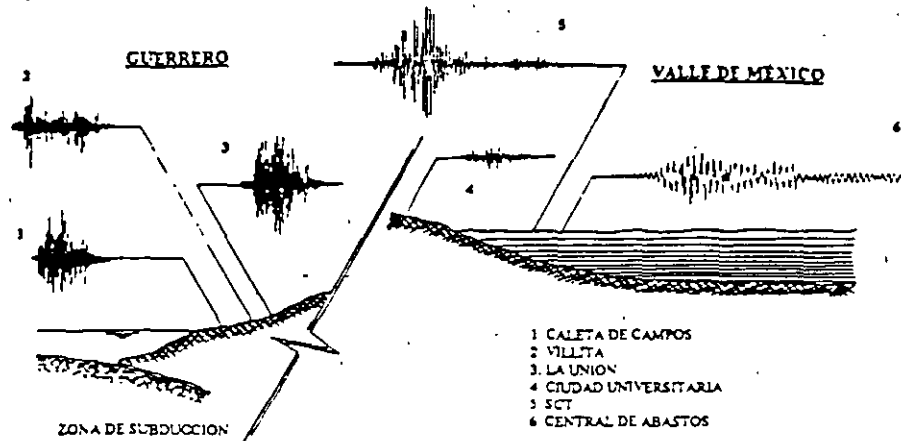 GUERRERO
VALLE DE MÉXICO
1
2
3
4
5
6
ZONA DE SUBDUCCION
1 CALETA DE CAMPOS
2 VILLITA
3. LA UNION
4 CIUDAD UNIVERSITARIA
5 SCT
6 CENTRAL DE ABASTOS